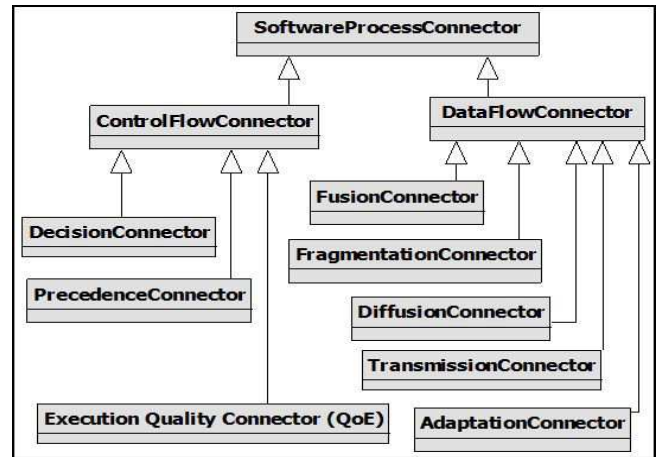 SoftwareProcessConnector
ControlFlowConnector
DataFlowConnector
FusionConnector
DecisionConnector
FragmentationConnector
PrecedenceConnector
DiffusionConnector
TransmissionConnector
Execution Quality Connector (QoE)
AdaptationConnector